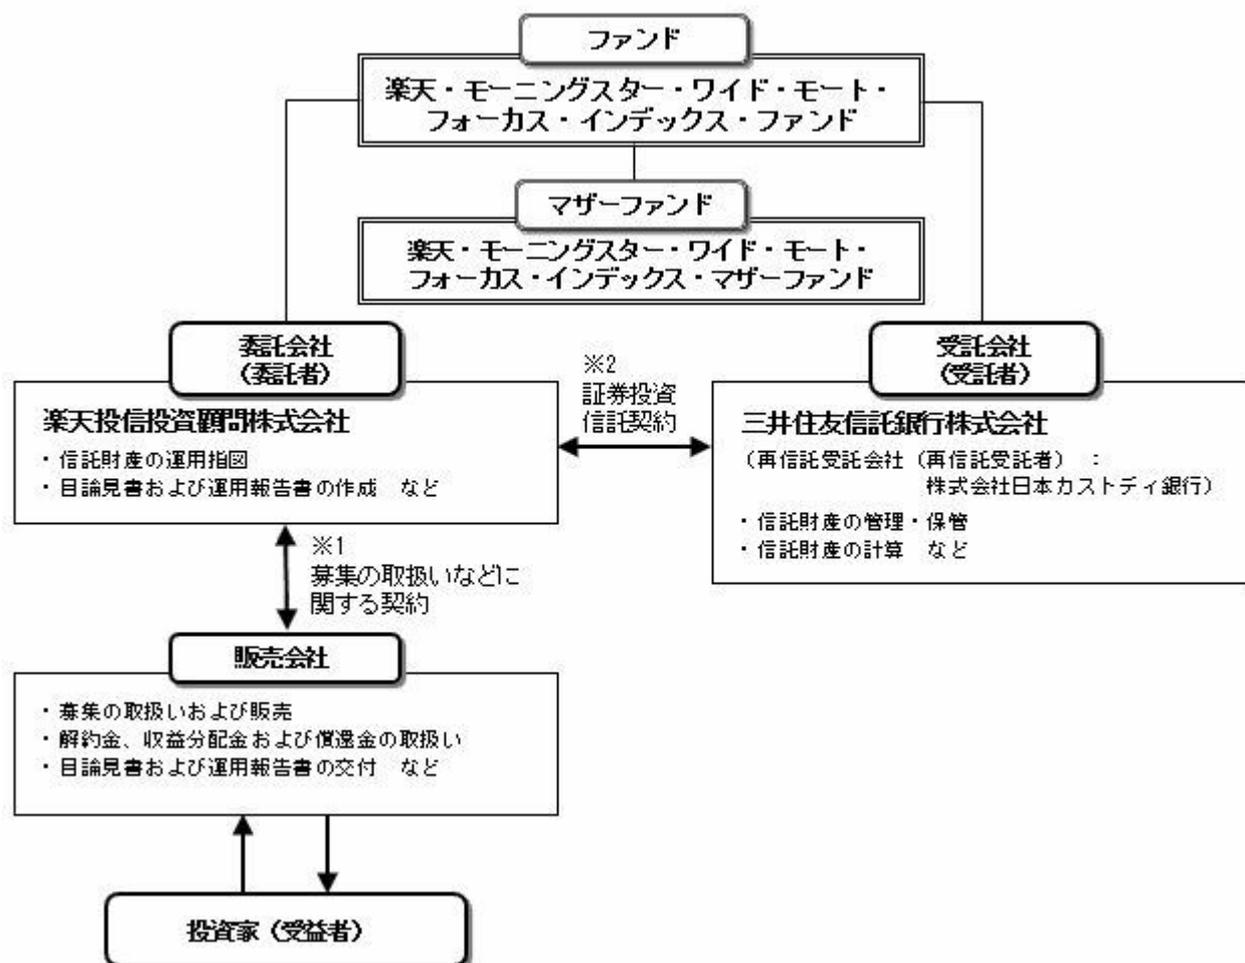 ファンド
楽天・モーニングスター・ワイド・モート・
フォーカス・インデックス・ファンド
マザーファンド
楽天・モーニングスター・ワイド・モート・
フォーカス・インデックス・マザーファンド
委託会社
（委託者）
楽天投信投資顧問株式会社
・信託財産の運用指図
・目論見書および運用報告書の作成　など
※2
証券投資
信託契約
受託会社
（受託者）
三井住友信託銀行株式会社
（再信託受託会社（再信託受託者）　：
株式会社日本カストディ銀行）
・信託財産の管理・保管
・信託財産の計算　など
※1
募集の取扱いなどに
関する契約
販売会社
・募集の取扱いおよび販売
・解約金、収益分配金および償還金の取扱い
・目論見書および運用報告書の交付　など
投資家（受益者）